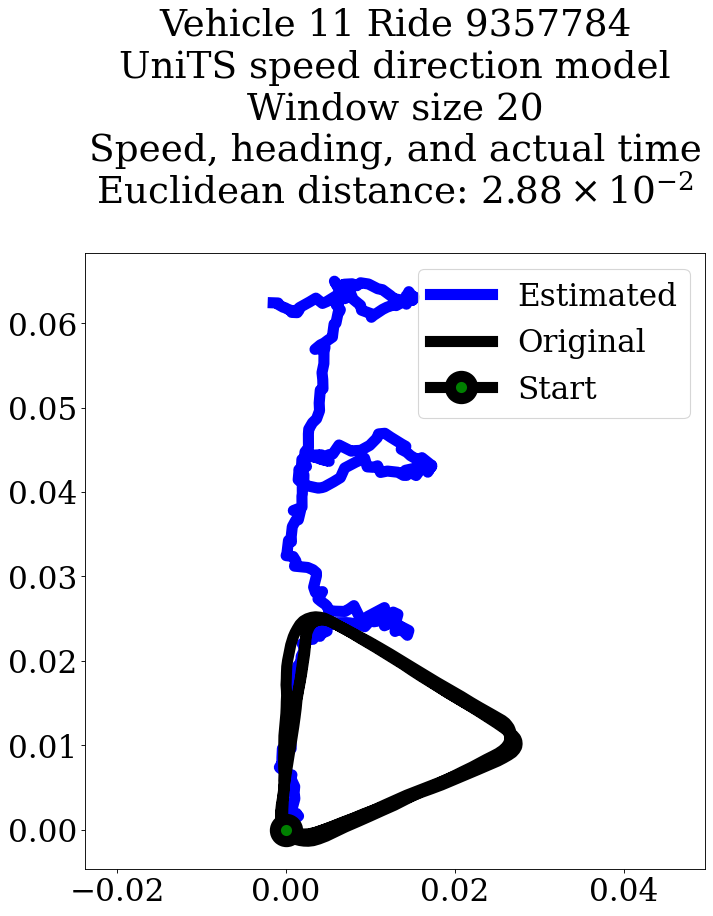 Vehicle 11 Ride 9357784
UniTS speed direction model
Window size 20
Speed, heading, and actual time
Euclidean distance: 2.88 × 10⁻²
Estimated
Original
Start
0.06
0.05
0.04
0.03
0.02
0.01
0.00
−0.02 0.00 0.02 0.04